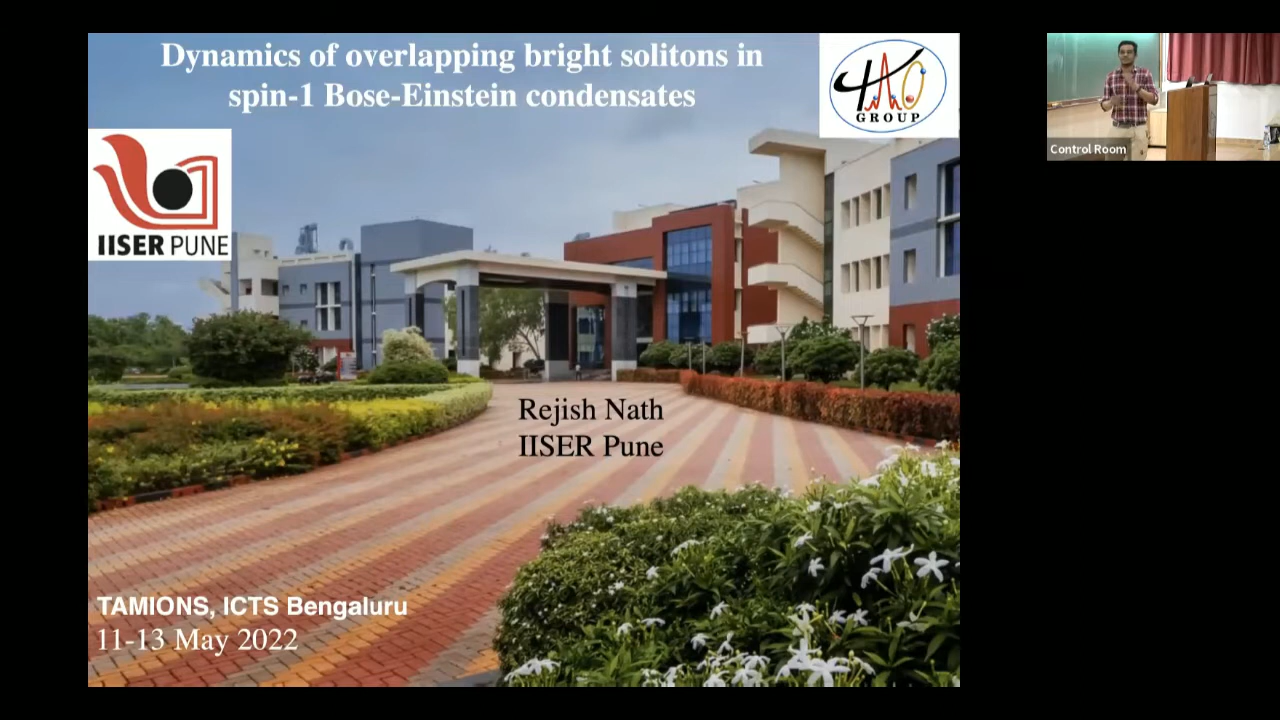 Dynamics of overlapping bright solitons in
spin-1 Bose-Einstein condensates
GROUP
IISER PUNE
Control Room
Rejish Nath
IISER Pune
TAMIONS, ICTS Bengaluru
11-13 May 2022